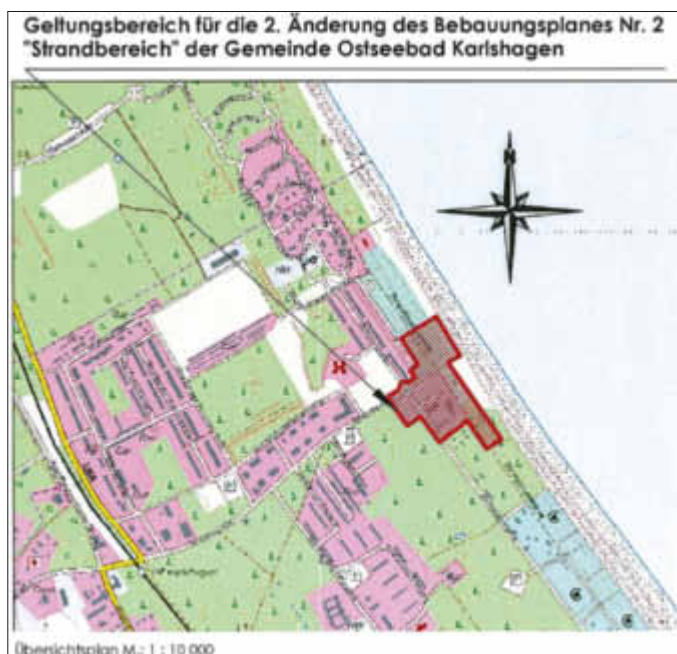 Geltungsbereich für die 2. Änderung des Bebauungsplanes Nr. 2
"Strandbereich" der Gemeinde Ostseebad Karlshagen
N
Übersichtsplan M.: 1 : 10 000